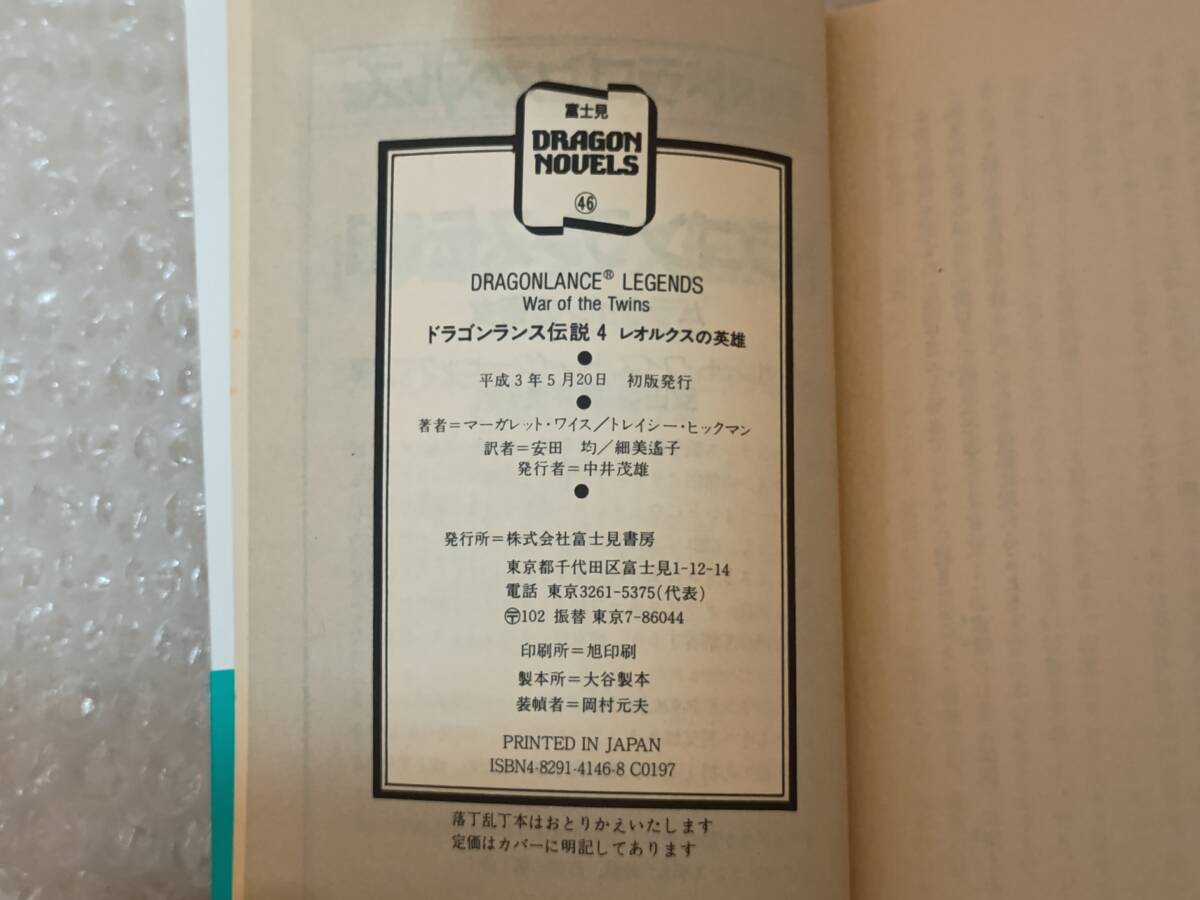 富士見
DRAGON
NOVELS
㊻
DRAGONLANCE® LEGENDS
War of the Twins
ドラゴンランス伝説 4 レオルクスの英雄
●
平成3年5月20日 初版発行
●
著者=マーガレット・ワイス/トレイシー・ヒックマン
訳者=安田 均/細美遙子
発行者=中井茂雄
●
発行所=株式会社富士見書房
東京都千代田区富士見1-12-14
電話 東京3261-5375(代表)
〒102 振替 東京7-86044
印刷所=旭印刷
製本所=大谷製本
装幀者=岡村元夫
PRINTED IN JAPAN
ISBN4-8291-4146-8 C0197
落丁乱丁本はおとりかえいたします
定価はカバーに明記してあります